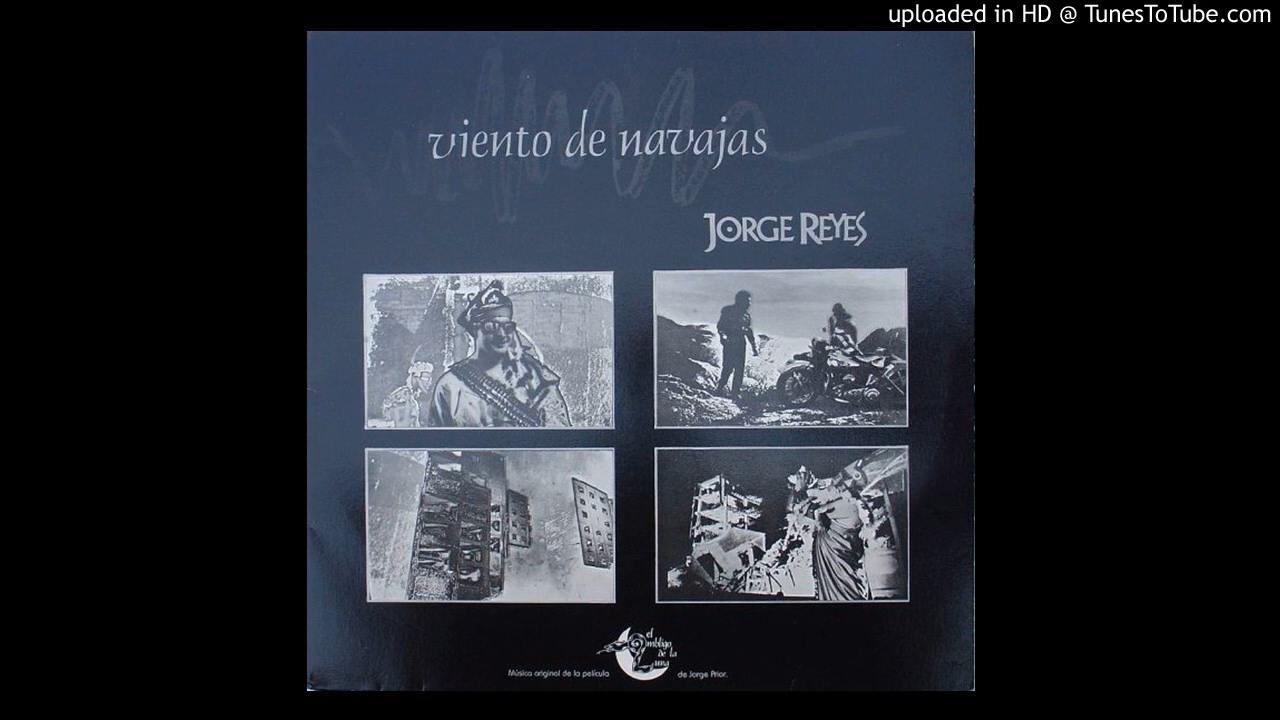 uploaded in HD @ TunesToTube.com
viento de navajas
JORGE REYES
el
ombligo
de la
Luna
Música original de la película de Jorge Prior.